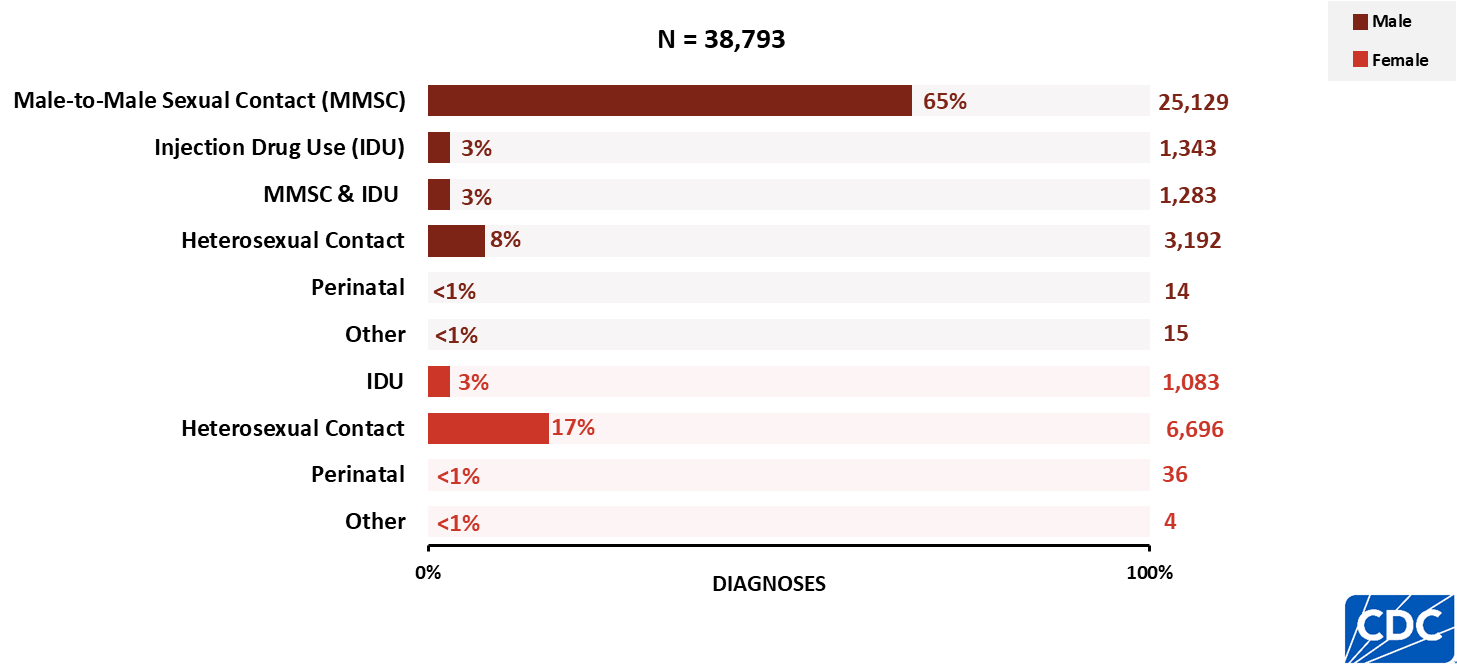 N = 38,793
Male
Female
Male-to-Male Sexual Contact (MMSC) 65% 25,129
Injection Drug Use (IDU) 3% 1,343
MMSC & IDU 3% 1,283
Heterosexual Contact 8% 3,192
Perinatal <1% 14
Other <1% 15
IDU 3% 1,083
Heterosexual Contact 17% 6,696
Perinatal <1% 36
Other <1% 4
0% 100%
DIAGNOSES
CDC